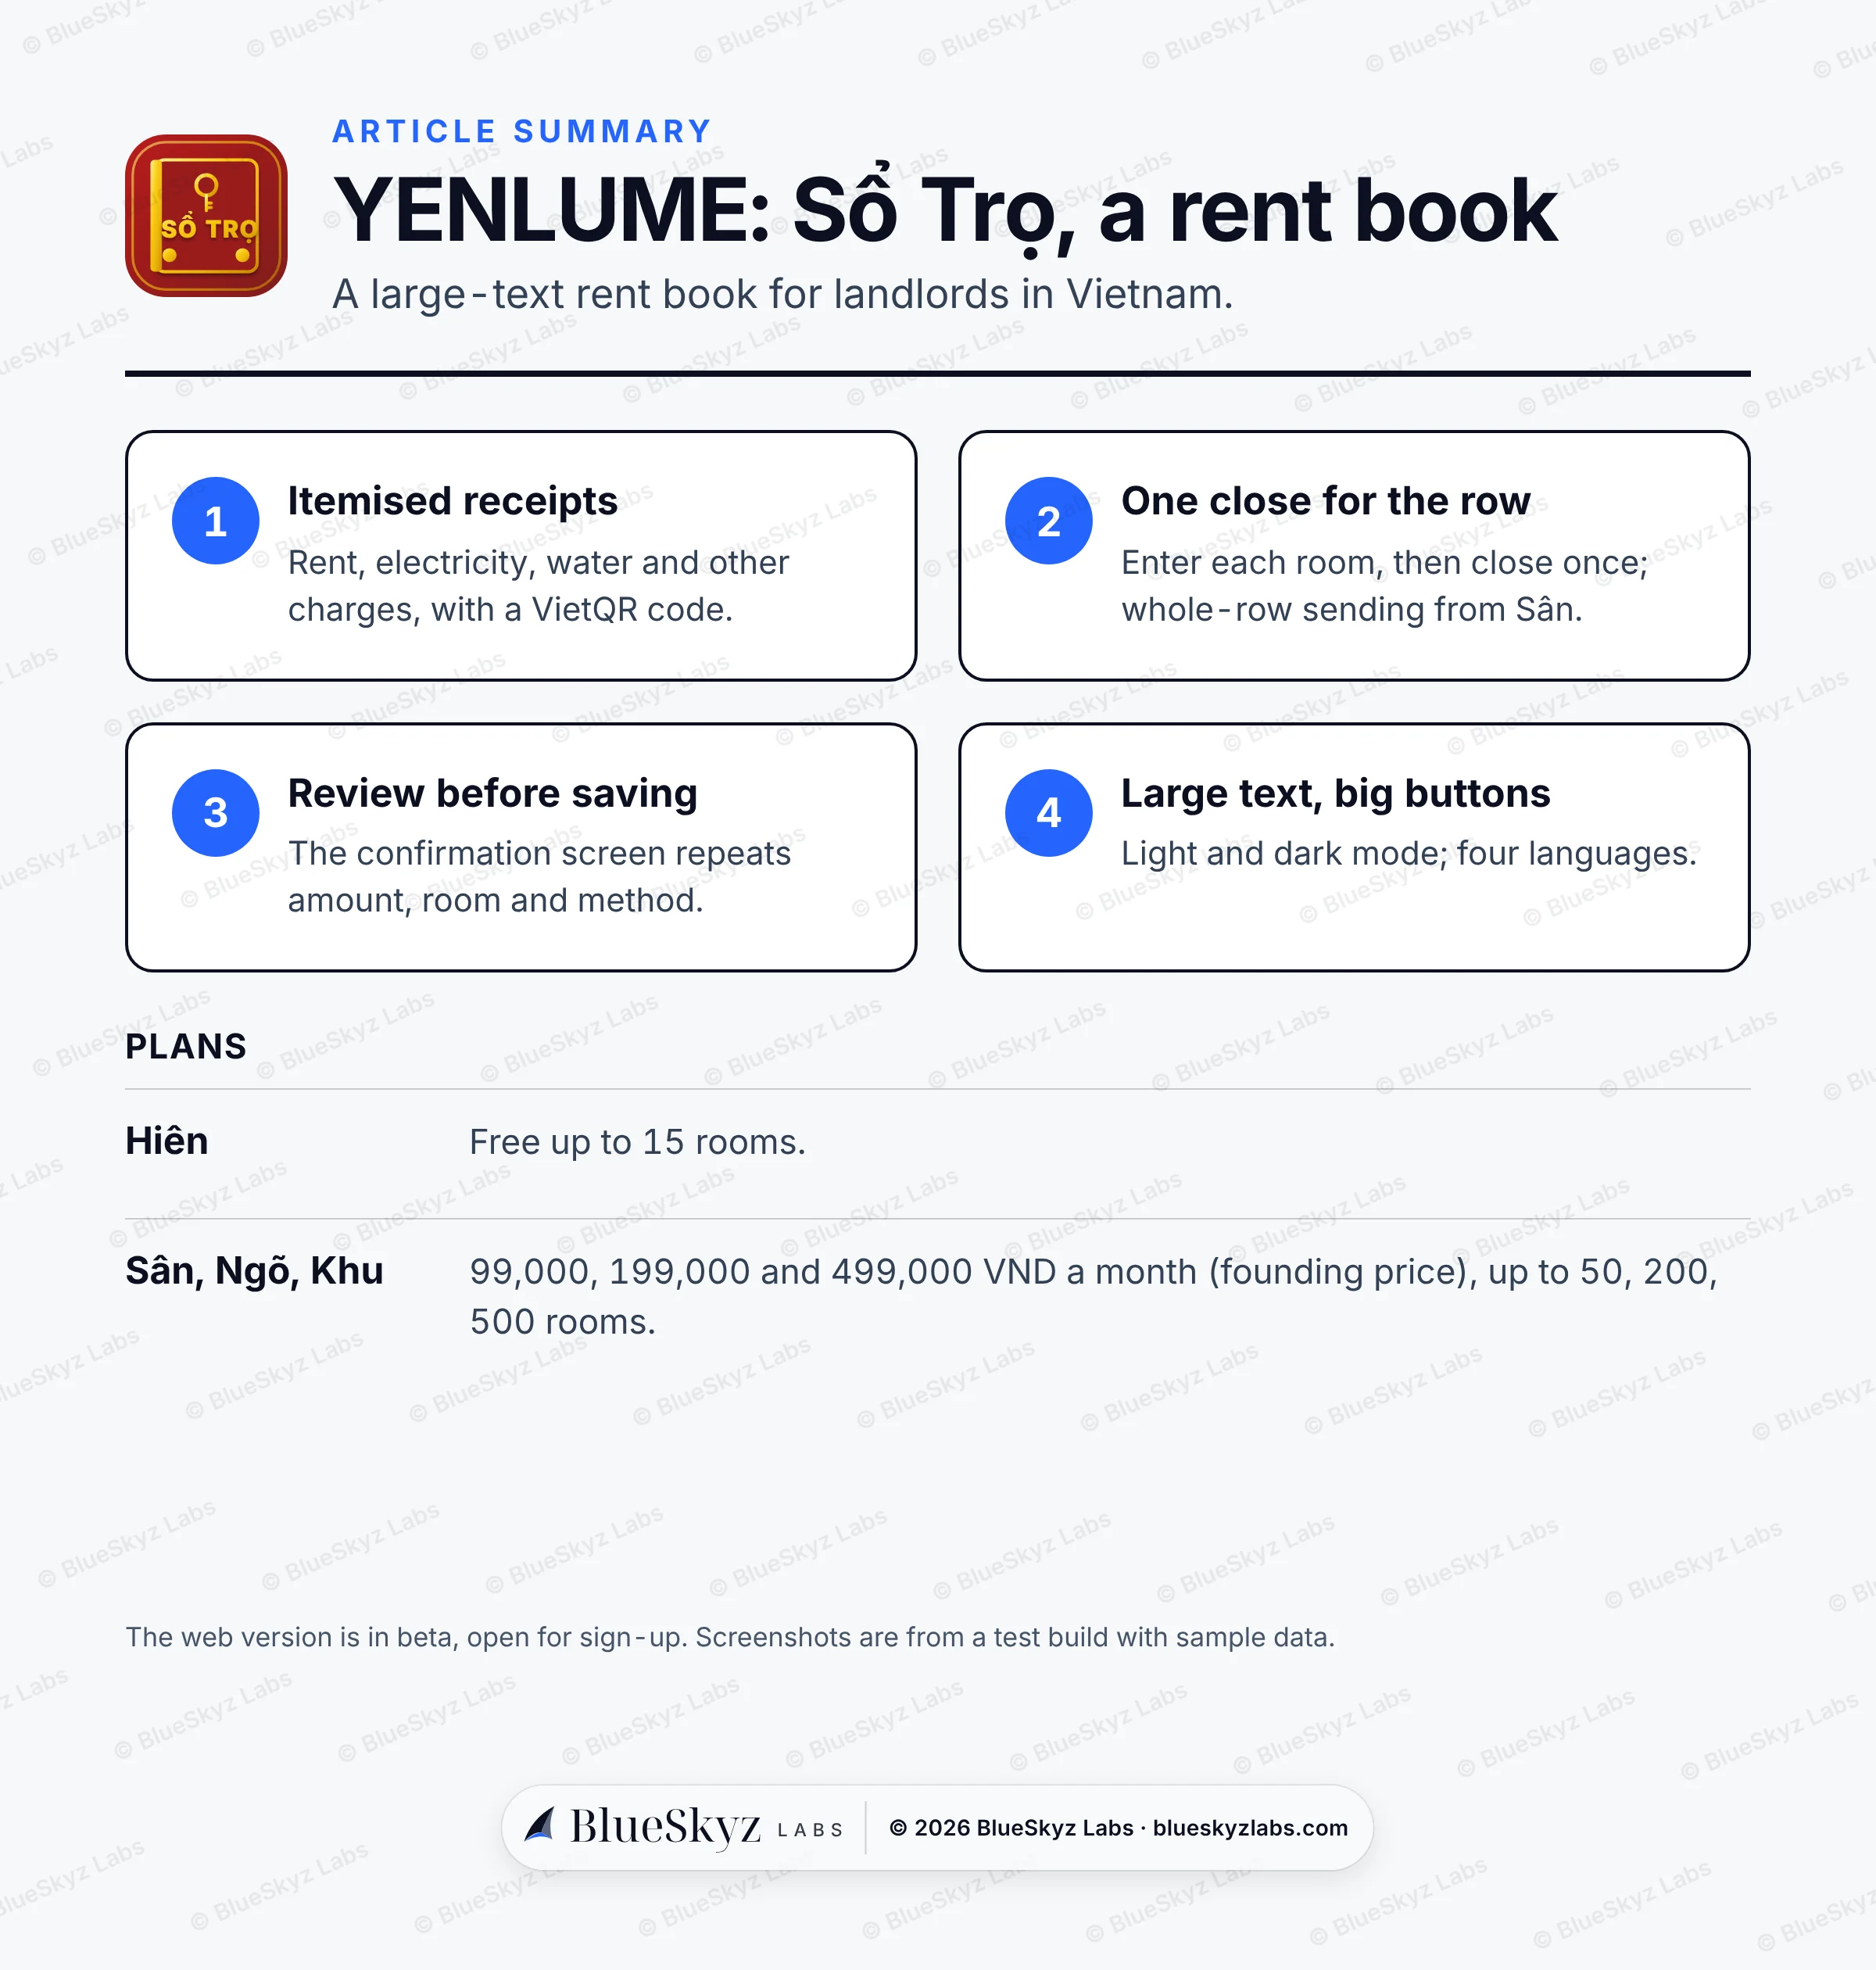 ARTICLE SUMMARY
SỔ TRỌ
YENLUME: Sổ Trọ, a rent book
A large-text rent book for landlords in Vietnam.
1
Itemised receipts
Rent, electricity, water and other
charges, with a VietQR code.
2
One close for the row
Enter each room, then close once;
whole-row sending from Sân.
3
Review before saving
The confirmation screen repeats
amount, room and method.
4
Large text, big buttons
Light and dark mode; four languages.
PLANS
Hiên
Free up to 15 rooms.
Sân, Ngõ, Khu
99,000, 199,000 and 499,000 VND a month (founding price), up to 50, 200,
500 rooms.
The web version is in beta, open for sign-up. Screenshots are from a test build with sample data.
BlueSkyz LABS
© 2026 BlueSkyz Labs · blueskyzlabs.com
© BlueSkyz Labs